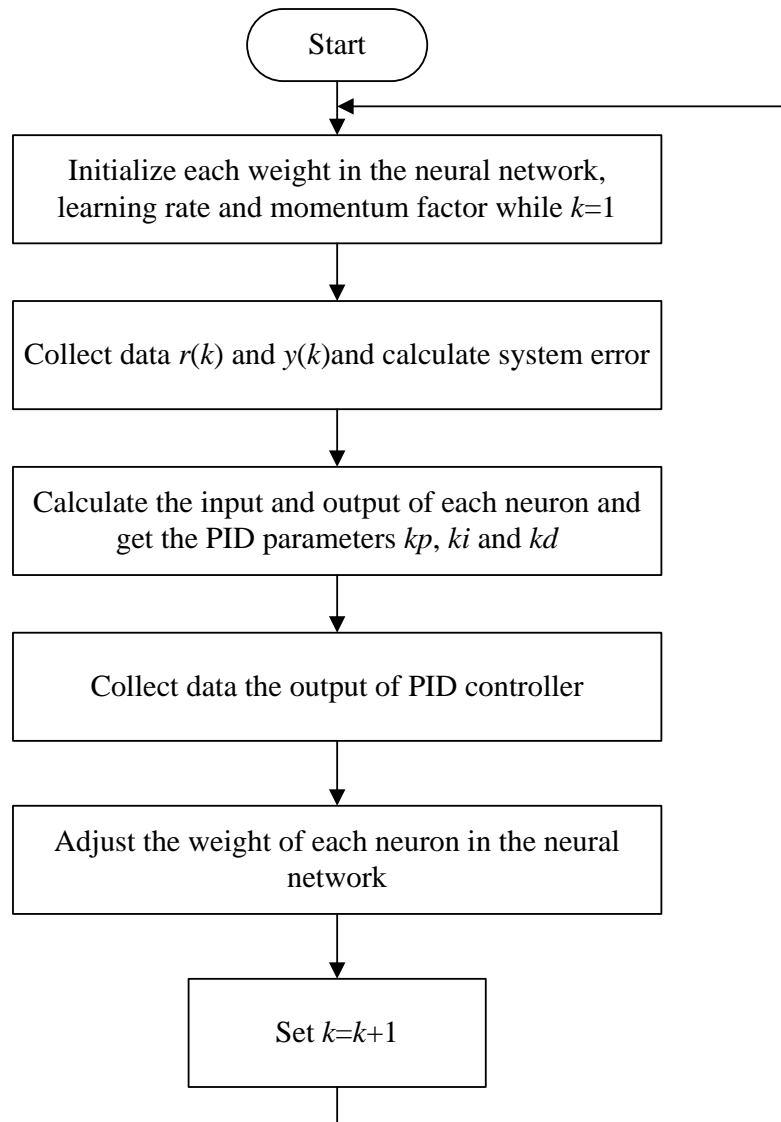 Start
Initialize each weight in the neural network,
learning rate and momentum factor while k=1
Collect data r(k) and y(k)and calculate system error
Calculate the input and output of each neuron and
get the PID parameters kp, ki and kd
Collect data the output of PID controller
Adjust the weight of each neuron in the neural
network
Set k=k+1